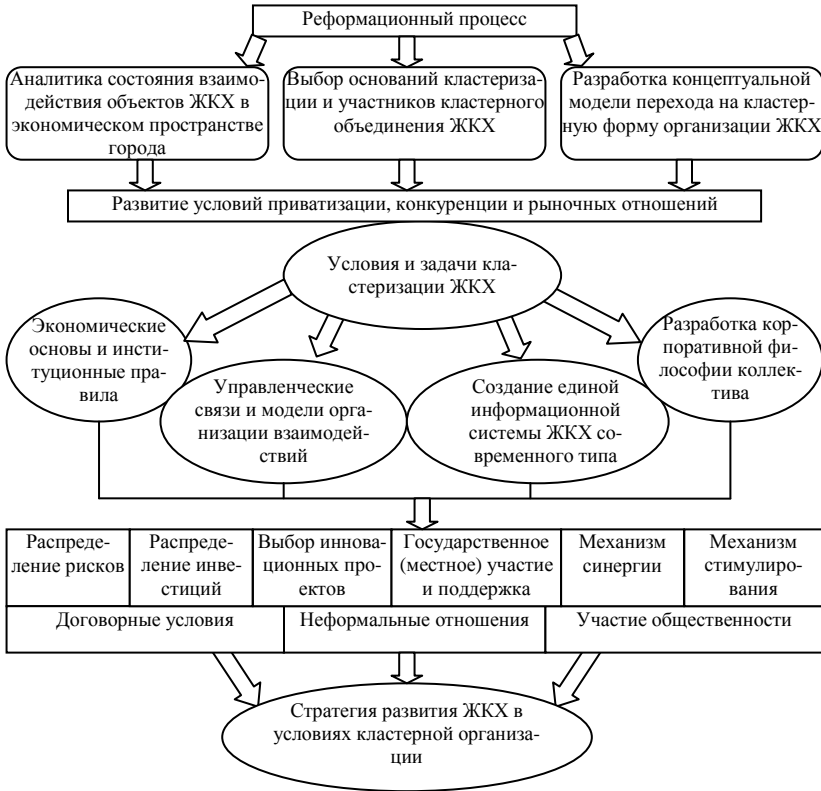 Реформационный процесс
Аналитика состояния взаимо-
действия объектов ЖКХ в
экономическом пространстве
города
Выбор оснований кластериза-
ции и участников кластерного
объединения ЖКХ
Разработка концептуальной
модели перехода на кластер-
ную форму организации ЖКХ
Развитие условий приватизации, конкуренции и рыночных отношений
Условия и задачи кла-
стеризации ЖКХ
Экономические
основы и инсти-
туционные пра-
вила
Управленческие
связи и модели орга-
низации взаимодей-
ствий
Создание единой
информационной
системы ЖКХ со-
временного типа
Разработка кор-
поративной фи-
лософии коллек-
тива
Распреде-
ление рисков
Распреде-
ление инве-
стиций
Выбор иннова-
ционных про-
ектов
Государственное
(местное) участие
и поддержка
Механизм
синергии
Механизм
стимулиро-
вания
Договорные условия
Неформальные отношения
Участие общественности
Стратегия развития ЖКХ в
условиях кластерной организа-
ции